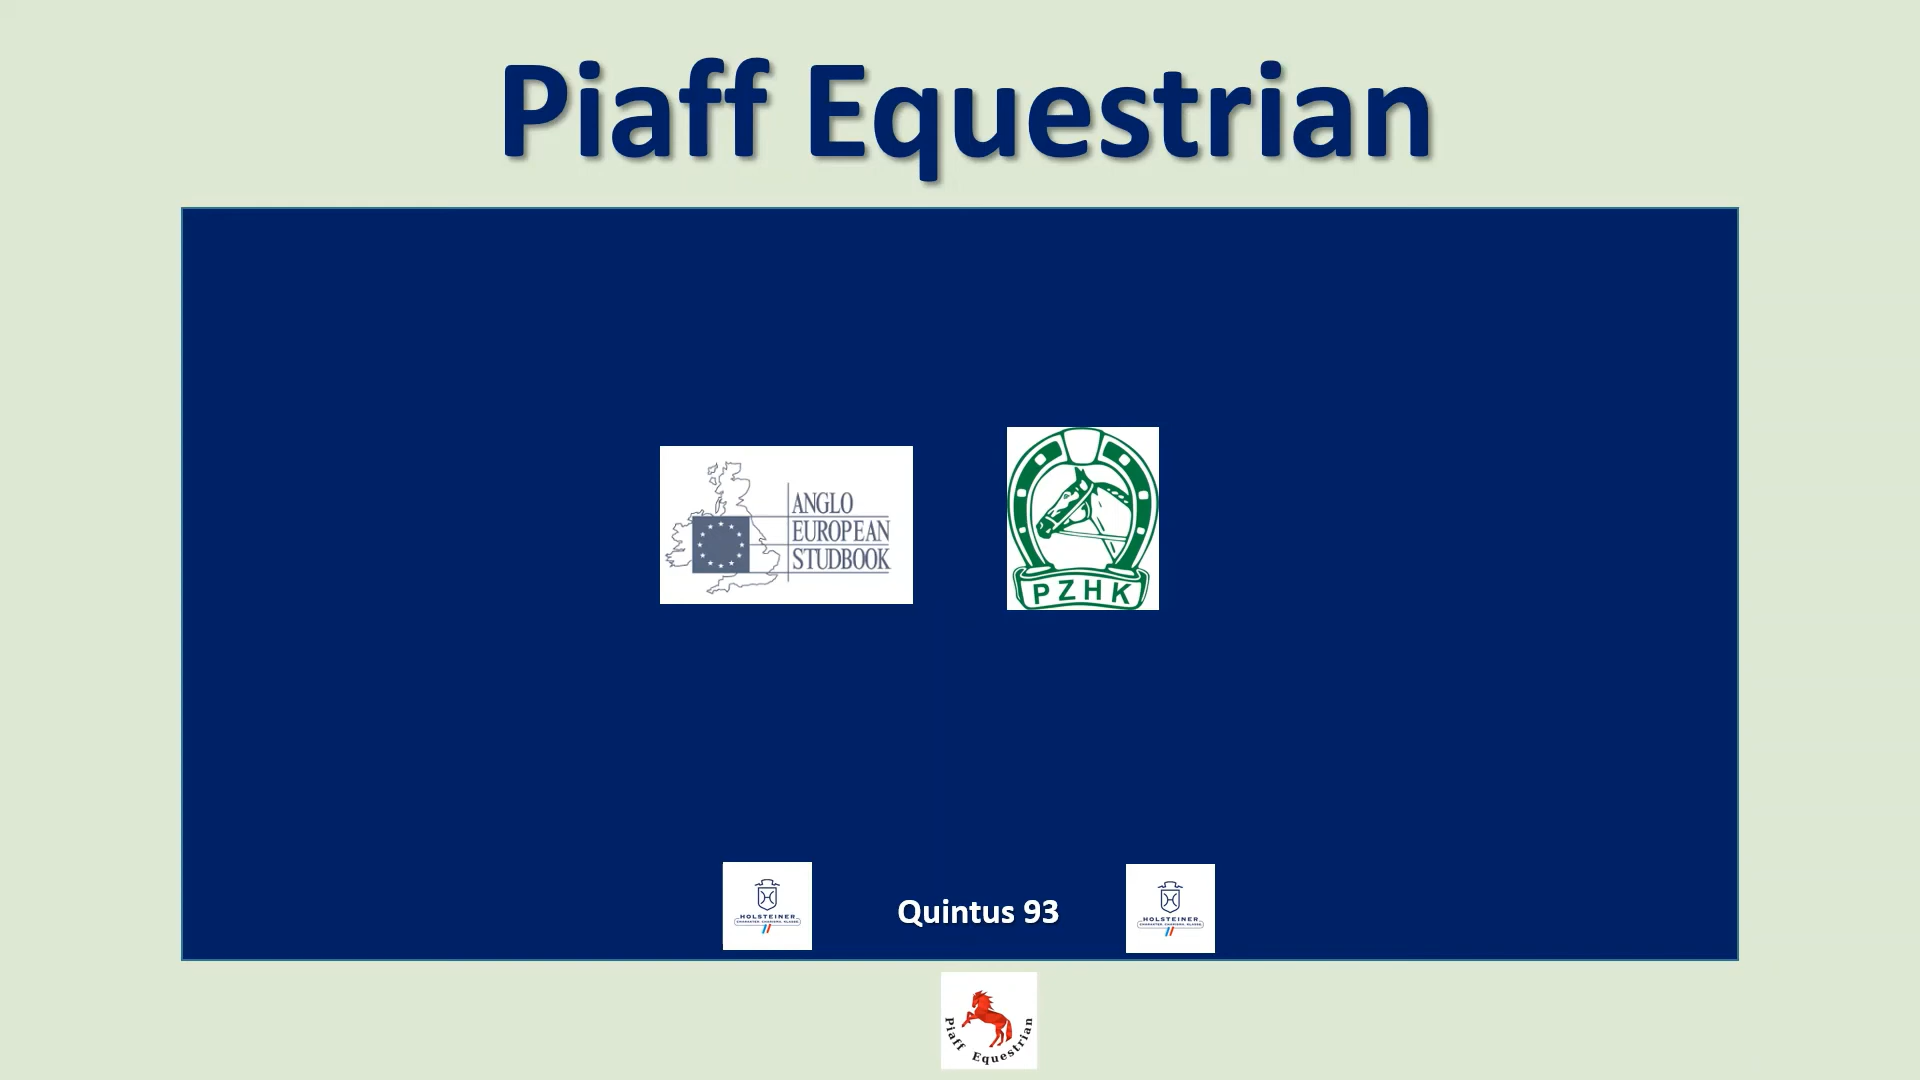 Piaff Equestrian
ANGLO
EUROPEAN
STUDBOOK
PZHK
Quintus 93
HOLSTEINER
HOLSTEINER
Piaff Equestrian